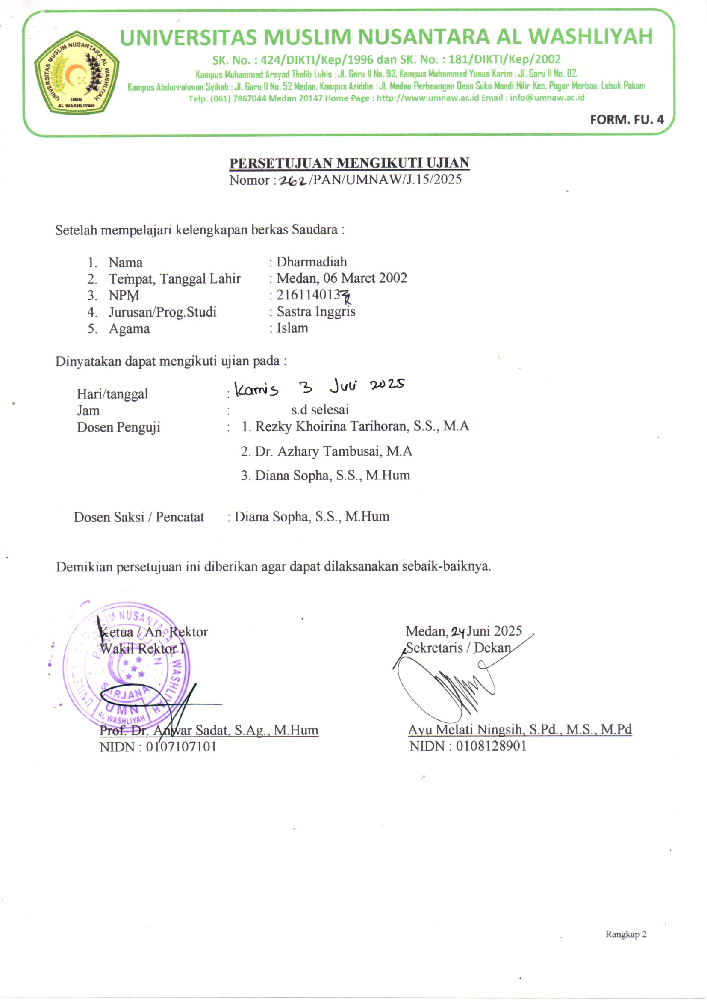 UNIVERSITAS MUSLIM NUSANTARA AL WASHLIYAH
UMN
AL WASHLIYAH
UNIVERSITAS MUSLIM NUSANTARA AL WASHLIYAH
SK. No. : 424/DIKTI/Kep/1996 dan SK. No. : 181/DIKTI/Kep/2002
Kampus Muhammad Arsyad Thalib Lubis : Jl. Garu II No. 93, Kampus Muhammad Yunus Karim : Jl. Garu II No. 02,
Kampus Abdurrahman Syihab : Jl. Garu II No. 52 Medan, Kampus Aziddin : Jl. Medan Perbaungan Desa Suka Mandi Hilir Kec. Pagar Merbau, Lubuk Pakam
Telp. (061) 7867044 Medan 20147 Home Page : http://www.umnaw.ac.id Email : info@umnaw.ac.id
FORM. FU. 4
PERSETUJUAN MENGIKUTI UJIAN
Nomor : 262/PAN/UMNAW/J.15/2025
Setelah mempelajari kelengkapan berkas Saudara :
1. Nama : Dharmadiah
2. Tempat, Tanggal Lahir : Medan, 06 Maret 2002
3. NPM : 216114013
4. Jurusan/Prog.Studi : Sastra Inggris
5. Agama : Islam
Dinyatakan dapat mengikuti ujian pada :
Hari/tanggal : Kamis 3 Juli 2025
Jam : s.d selesai
Dosen Penguji : 1. Rezky Khoirina Tarihoran, S.S., M.A
2. Dr. Azhary Tambusai, M.A
3. Diana Sopha, S.S., M.Hum
Dosen Saksi / Pencatat : Diana Sopha, S.S., M.Hum
Demikian persetujuan ini diberikan agar dapat dilaksanakan sebaik-baiknya.
Ketua / An. Rektor
Wakil Rektor I
Medan, 24 Juni 2025
Sekretaris / Dekan
PANITIA UJIAN
SARJANA
UMN
AL WASHLIYAH
Prof. Dr. Anwar Sadat, S.Ag., M.Hum
NIDN : 0107107101
Ayu Melati Ningsih, S.Pd., M.S., M.Pd
NIDN : 0108128901
Rangkap 2